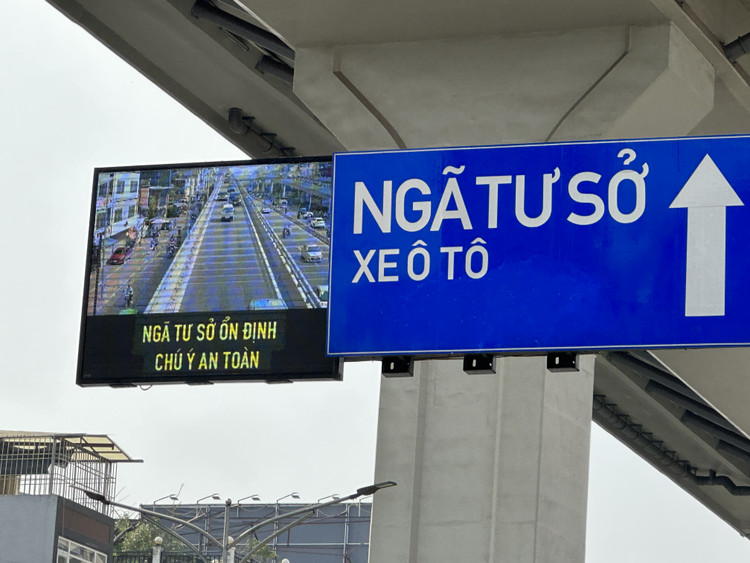 NGÃ TƯ SỞ
XE Ô TÔ
NGÃ TƯ SỞ ỔN ĐỊNH
CHÚ Ý AN TOÀN